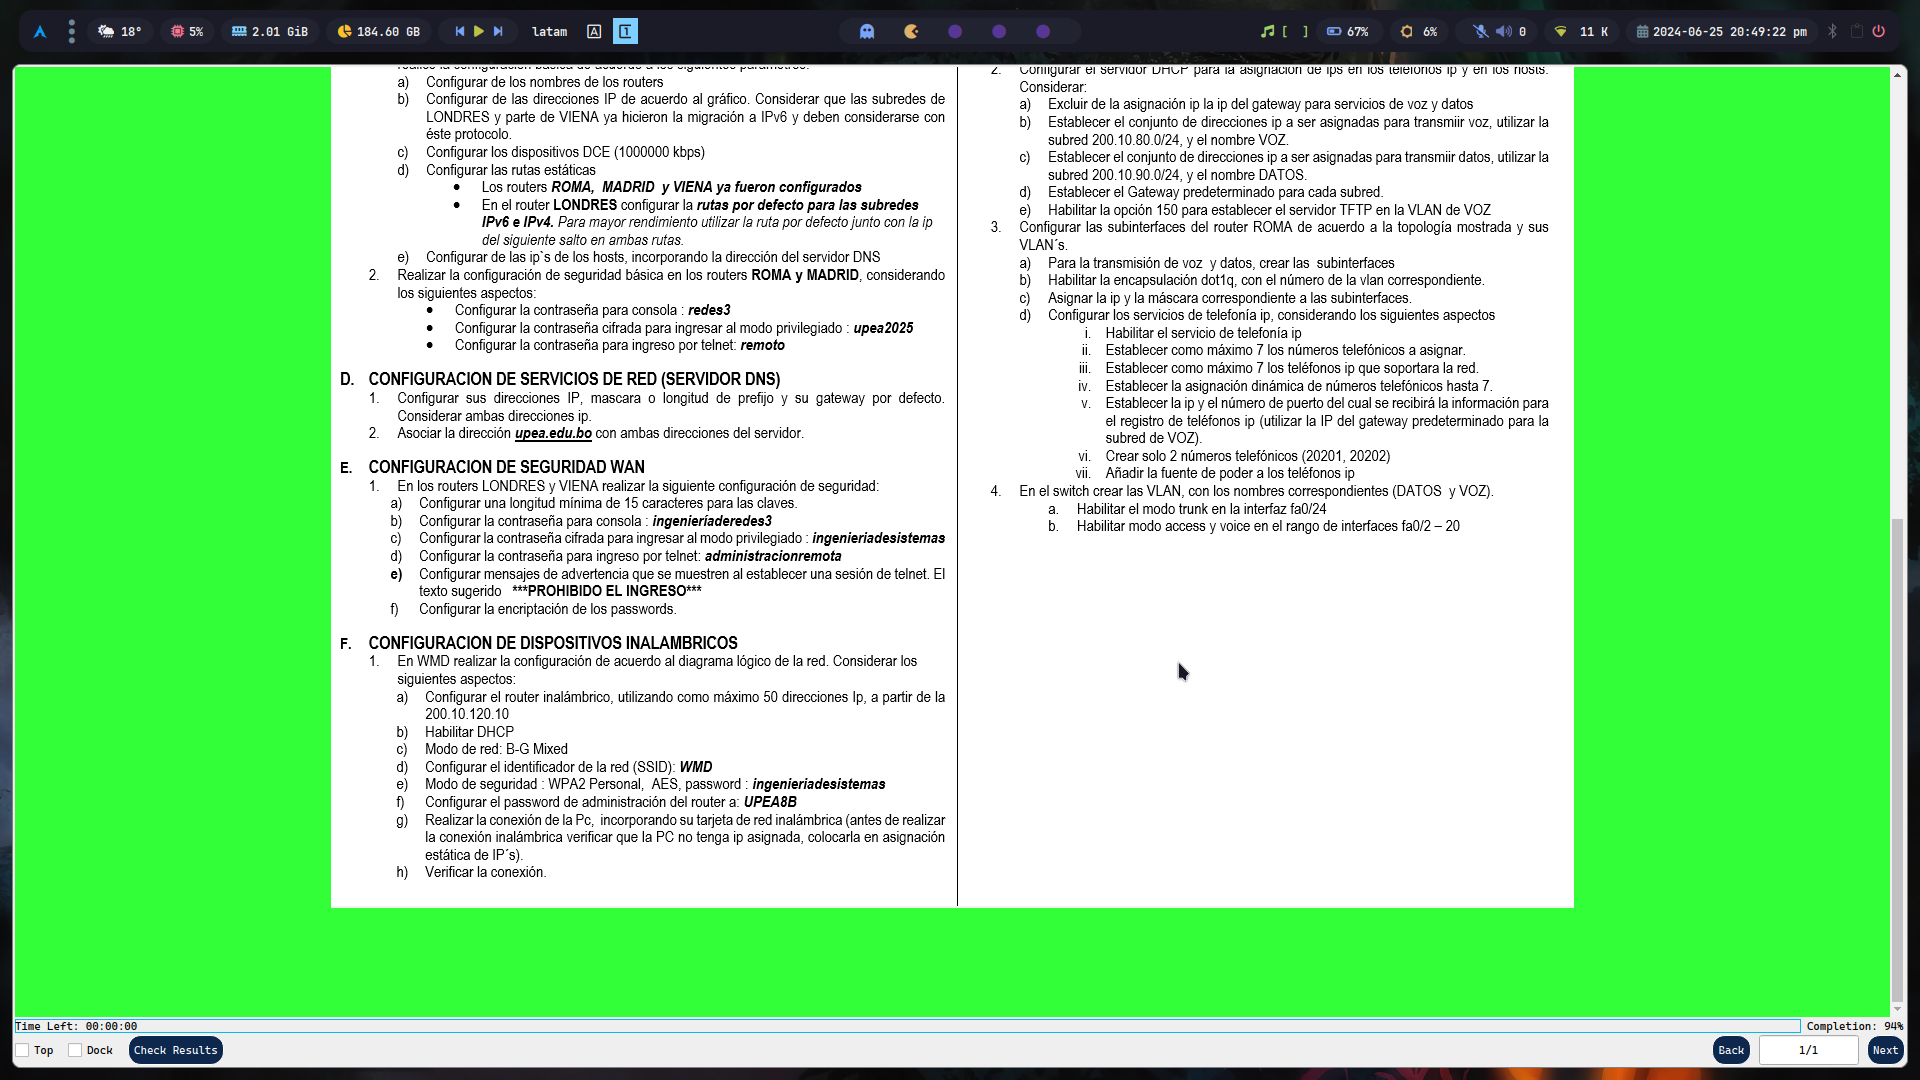 18°
5%
2.01 GiB
184.60 GB
latam
A
1
[ ]
67%
6%
0
11 K
2024-06-25 20:49:22 pm
realice la configuración básica de acuerdo a los siguientes parámetros:
a) Configurar de los nombres de los routers
b) Configurar de las direcciones IP de acuerdo al gráfico. Considerar que las subredes de
LONDRES y parte de VIENA ya hicieron la migración a IPv6 y deben considerarse con
éste protocolo.
c) Configurar los dispositivos DCE (1000000 kbps)
d) Configurar las rutas estáticas
• Los routers ROMA, MADRID y VIENA ya fueron configurados
• En el router LONDRES configurar la rutas por defecto para las subredes
IPv6 e IPv4. Para mayor rendimiento utilizar la ruta por defecto junto con la ip
del siguiente salto en ambas rutas.
e) Configurar de las ip`s de los hosts, incorporando la dirección del servidor DNS
2. Realizar la configuración de seguridad básica en los routers ROMA y MADRID, considerando
los siguientes aspectos:
• Configurar la contraseña para consola : redes3
• Configurar la contraseña cifrada para ingresar al modo privilegiado : upea2025
• Configurar la contraseña para ingreso por telnet: remoto
D. CONFIGURACION DE SERVICIOS DE RED (SERVIDOR DNS)
1. Configurar sus direcciones IP, mascara o longitud de prefijo y su gateway por defecto.
Considerar ambas direcciones ip.
2. Asociar la dirección upea.edu.bo con ambas direcciones del servidor.
E. CONFIGURACION DE SEGURIDAD WAN
1. En los routers LONDRES y VIENA realizar la siguiente configuración de seguridad:
a) Configurar una longitud mínima de 15 caracteres para las claves.
b) Configurar la contraseña para consola : ingenieríaderedes3
c) Configurar la contraseña cifrada para ingresar al modo privilegiado : ingenieriadesistemas
d) Configurar la contraseña para ingreso por telnet: administracionremota
e) Configurar mensajes de advertencia que se muestren al establecer una sesión de telnet. El
texto sugerido ***PROHIBIDO EL INGRESO***
f) Configurar la encriptación de los passwords.
F. CONFIGURACION DE DISPOSITIVOS INALAMBRICOS
1. En WMD realizar la configuración de acuerdo al diagrama lógico de la red. Considerar los
siguientes aspectos:
a) Configurar el router inalámbrico, utilizando como máximo 50 direcciones Ip, a partir de la
200.10.120.10
b) Habilitar DHCP
c) Modo de red: B-G Mixed
d) Configurar el identificador de la red (SSID): WMD
e) Modo de seguridad : WPA2 Personal, AES, password : ingenieriadesistemas
f) Configurar el password de administración del router a: UPEA8B
g) Realizar la conexión de la Pc, incorporando su tarjeta de red inalámbrica (antes de realizar
la conexión inalámbrica verificar que la PC no tenga ip asignada, colocarla en asignación
estática de IP´s).
h) Verificar la conexión.
2. Configurar el servidor DHCP para la asignación de ips en los teléfonos ip y en los hosts.
Considerar:
a) Excluir de la asignación ip la ip del gateway para servicios de voz y datos
b) Establecer el conjunto de direcciones ip a ser asignadas para transmiir voz, utilizar la
subred 200.10.80.0/24, y el nombre VOZ.
c) Establecer el conjunto de direcciones ip a ser asignadas para transmiir datos, utilizar la
subred 200.10.90.0/24, y el nombre DATOS.
d) Establecer el Gateway predeterminado para cada subred.
e) Habilitar la opción 150 para establecer el servidor TFTP en la VLAN de VOZ
3. Configurar las subinterfaces del router ROMA de acuerdo a la topología mostrada y sus
VLAN´s.
a) Para la transmisión de voz y datos, crear las subinterfaces
b) Habilitar la encapsulación dot1q, con el número de la vlan correspondiente.
c) Asignar la ip y la máscara correspondiente a las subinterfaces.
d) Configurar los servicios de telefonía ip, considerando los siguientes aspectos
i. Habilitar el servicio de telefonía ip
ii. Establecer como máximo 7 los números telefónicos a asignar.
iii. Establecer como máximo 7 los teléfonos ip que soportara la red.
iv. Establecer la asignación dinámica de números telefónicos hasta 7.
v. Establecer la ip y el número de puerto del cual se recibirá la información para
el registro de teléfonos ip (utilizar la IP del gateway predeterminado para la
subred de VOZ).
vi. Crear solo 2 números telefónicos (20201, 20202)
vii. Añadir la fuente de poder a los teléfonos ip
4. En el switch crear las VLAN, con los nombres correspondientes (DATOS y VOZ).
a. Habilitar el modo trunk en la interfaz fa0/24
b. Habilitar modo access y voice en el rango de interfaces fa0/2 – 20
Time Left: 00:00:00
Completion: 94%
Top
Dock
Check Results
Back
1/1
Next